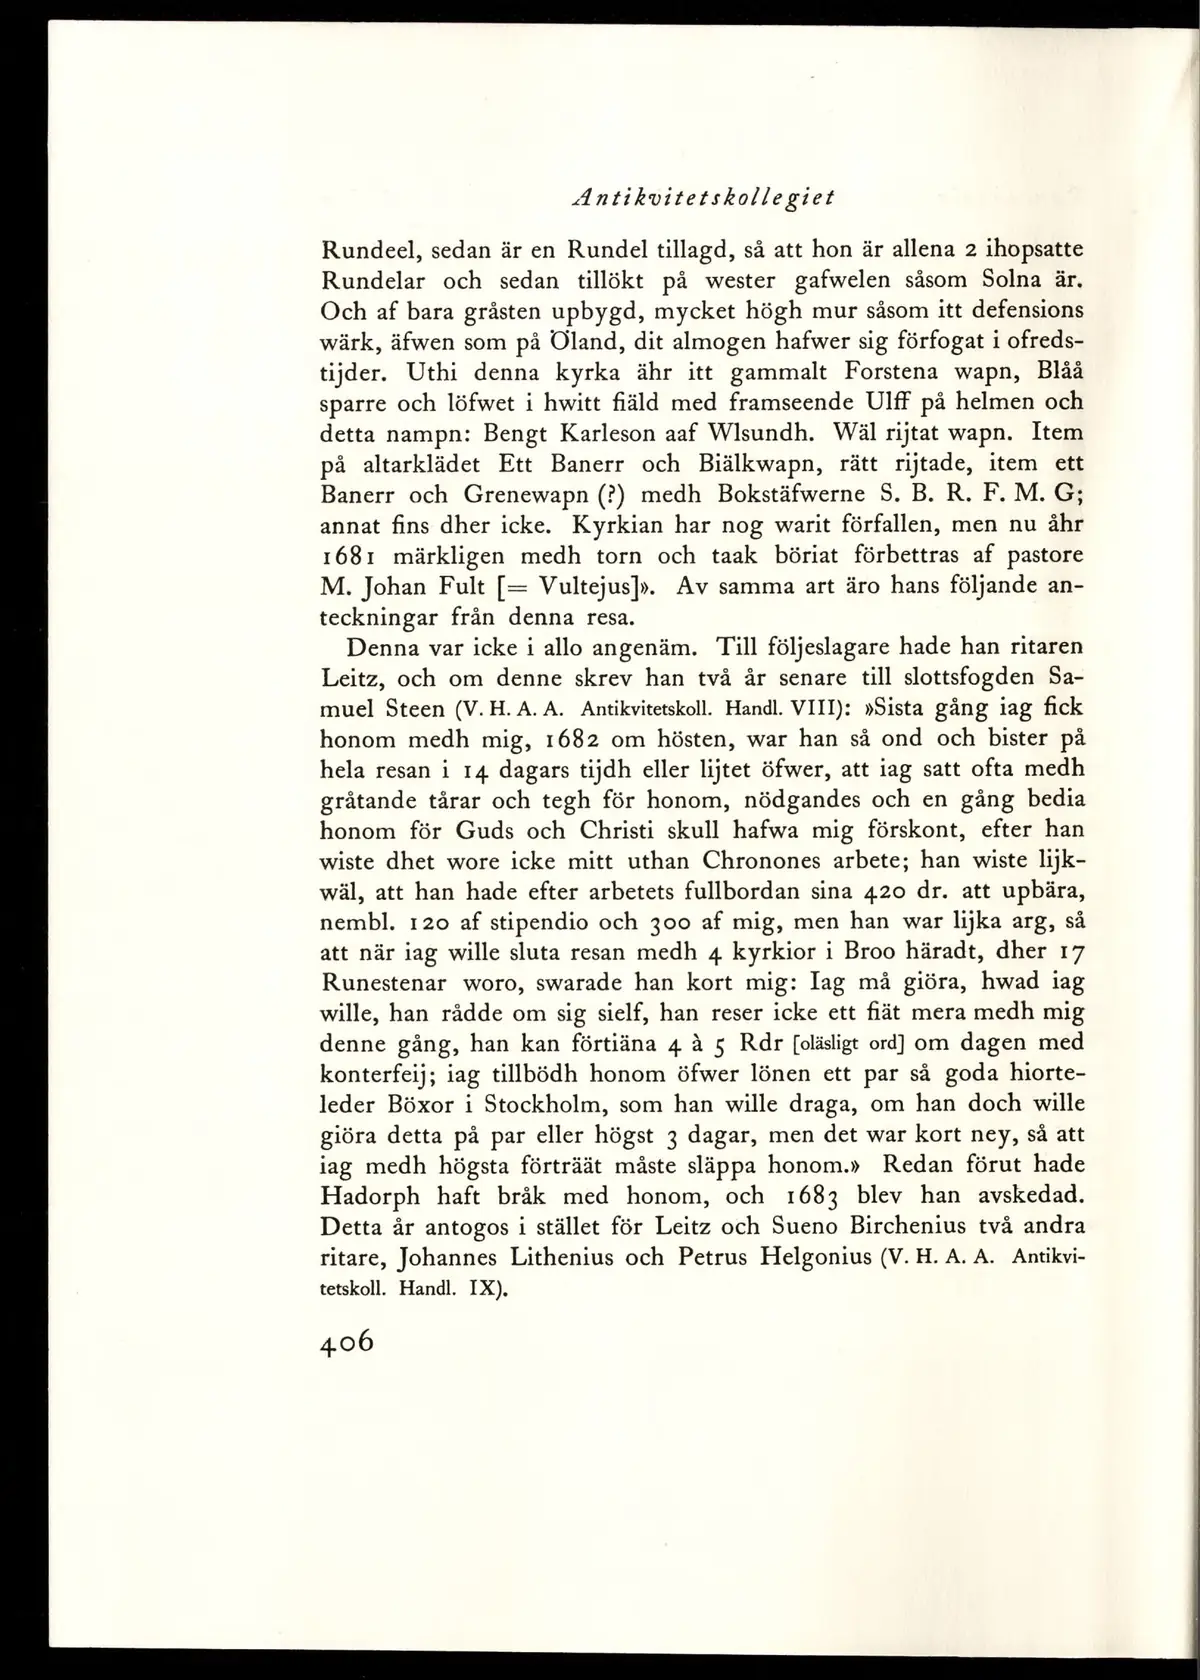 Antikvitetskollegiet
Rundeel, sedan är en Rundel tillagd, så att hon är allena 2 ihopsatte
Rundelar och sedan tillökt på wester gafwelen såsom Solna är.
Och af bara gråsten upbygd, mycket högh mur såsom itt defensions
wärk, äfwen som på Öland, dit almogen hafwer sig förfogat i ofreds-
tijder. Uthi denna kyrka ähr itt gammalt Forstena wapn, Blåå
sparre och löfwet i hwitt fiäld med framseende Ulff på helmen och
detta nampn: Bengt Karleson aaf Wlsundh. Wäl rijtat wapn. Item
på altarklädet Ett Banerr och Biälkwapn, rätt rijtade, item ett
Banerr och Grenewapn (?) medh Bokstäfwerne S. B. R. F. M. G;
annat fins dher icke. Kyrkian har nog warit förfallen, men nu åhr
1681 märkligen medh torn och taak böriat förbettras af pastore
M. Johan Fult [= Vultejus]». Av samma art äro hans följande an-
teckningar från denna resa.
Denna var icke i allo angenäm. Till följeslagare hade han ritaren
Leitz, och om denne skrev han två år senare till slottsfogden Sa-
muel Steen (V. H. A. A. Antikvitetskoll. Handl. VIII): »Sista gång iag fick
honom medh mig, 1682 om hösten, war han så ond och bister på
hela resan i 14 dagars tijdh eller lijtet öfwer, att iag satt ofta medh
gråtande tårar och tegh för honom, nödgandes och en gång bedia
honom för Guds och Christi skull hafwa mig förskont, efter han
wiste dhet wore icke mitt uthan Chronones arbete; han wiste lijk-
wäl, att han hade efter arbetets fullbordan sina 420 dr. att upbära,
nembl. 120 af stipendio och 300 af mig, men han war lijka arg, så
att när iag wille sluta resan medh 4 kyrkior i Broo häradt, dher 17
Runestenar woro, swarade han kort mig: Iag må giöra, hwad iag
wille, han rådde om sig sielf, han reser icke ett fiät mera medh mig
denne gång, han kan förtiäna 4 à 5 Rdr [oläsligt ord] om dagen med
konterfeij; iag tillbödh honom öfwer lönen ett par så goda hiorte-
leder Böxor i Stockholm, som han wille draga, om han doch wille
giöra detta på par eller högst 3 dagar, men det war kort ney, så att
iag medh högsta förträät måste släppa honom.» Redan förut hade
Hadorph haft bråk med honom, och 1683 blev han avskedad.
Detta år antogos i stället för Leitz och Sueno Birchenius två andra
ritare, Johannes Lithenius och Petrus Helgonius (V. H. A. A. Antikvi-
tetskoll. Handl. IX).
406